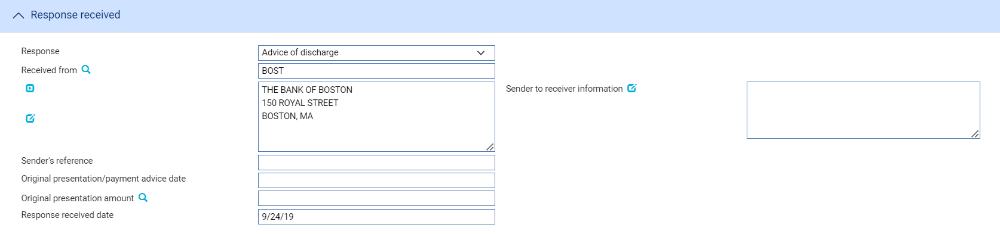 Response received
Response
Advice of discharge
Received from
BOST
THE BANK OF BOSTON
150 ROYAL STREET
BOSTON, MA
Sender to receiver information
Sender's reference
Original presentation/payment advice date
Original presentation amount
Response received date
9/24/19